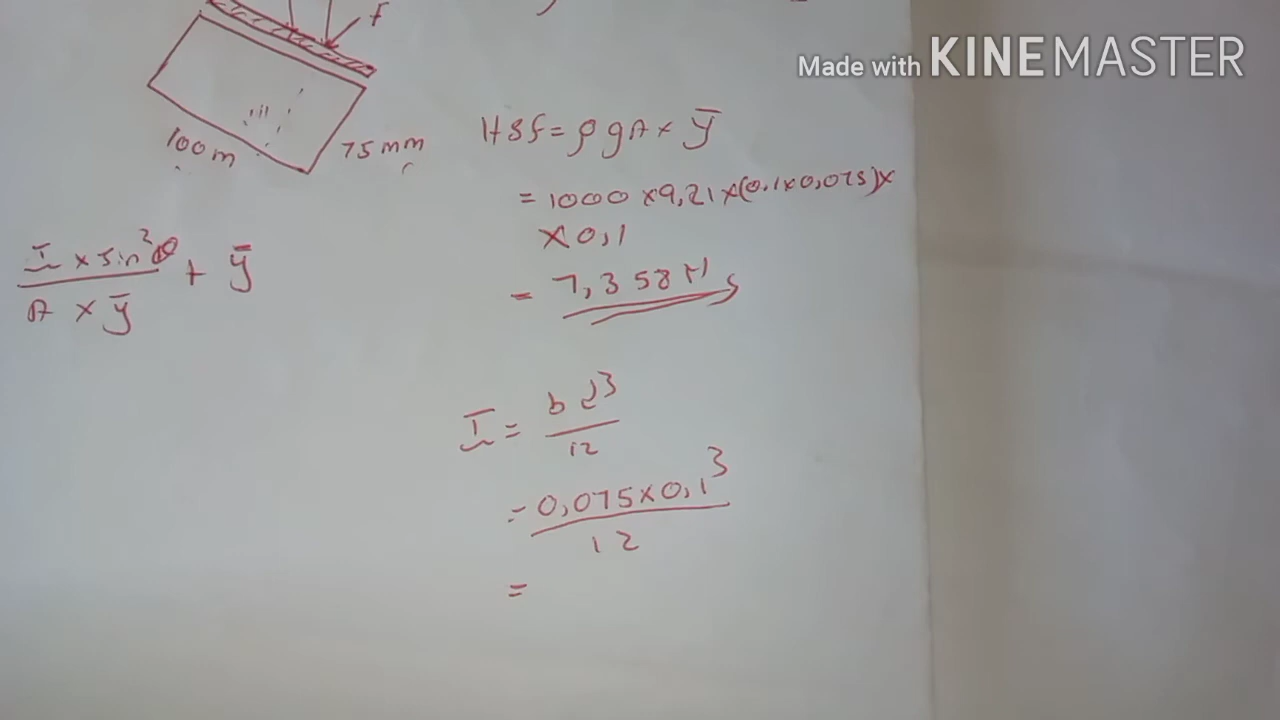 Made with KINEMASTER
F
100m
75mm
HSF = ρgA × ȳ
= 1000 × 9,21 × (0.1×0,075) ×
× 0,1
= 7,358 N
I × sin²θ / A × ȳ + ȳ
I = bd³ / 12
= 0,075 × 0,1³ / 12
=